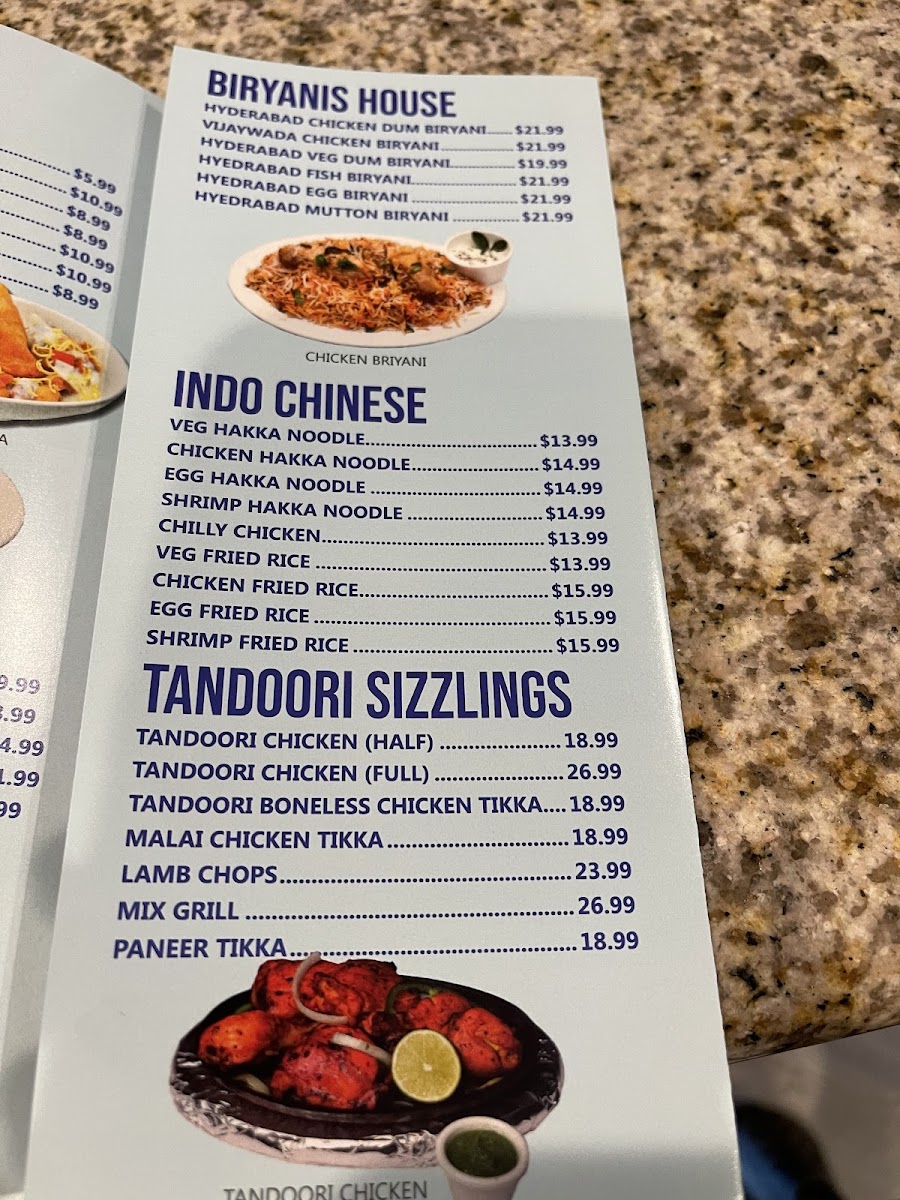 $5.99
$10.99
$8.99
$8.99
$10.99
$10.99
$8.99
A
9.99
.99
4.99
.99
99
BIRYANIS HOUSE
HYDERABAD CHICKEN DUM BIRYANI...... $21.99
VIJAYWADA CHICKEN BIRYANI .................. $21.99
HYDERABAD VEG DUM BIRYANI................ $19.99
HYEDRABAD FISH BIRYANI.......................... $21.99
HYEDRABAD EGG BIRYANI .......................... $21.99
HYEDRABAD MUTTON BIRYANI ................ $21.99
CHICKEN BRIYANI
INDO CHINESE
VEG HAKKA NOODLE.................................... $13.99
CHICKEN HAKKA NOODLE........................... $14.99
EGG HAKKA NOODLE .................................... $14.99
SHRIMP HAKKA NOODLE ............................ $14.99
CHILLY CHICKEN............................................. $13.99
VEG FRIED RICE .............................................. $13.99
CHICKEN FRIED RICE...................................... $15.99
EGG FRIED RICE .............................................. $15.99
SHRIMP FRIED RICE ....................................... $15.99
TANDOORI SIZZLINGS
TANDOORI CHICKEN (HALF) .................... 18.99
TANDOORI CHICKEN (FULL) ..................... 26.99
TANDOORI BONELESS CHICKEN TIKKA.... 18.99
MALAI CHICKEN TIKKA .............................. 18.99
LAMB CHOPS................................................ 23.99
MIX GRILL ..................................................... 26.99
PANEER TIKKA............................................... 18.99
TANDOORI CHICKEN